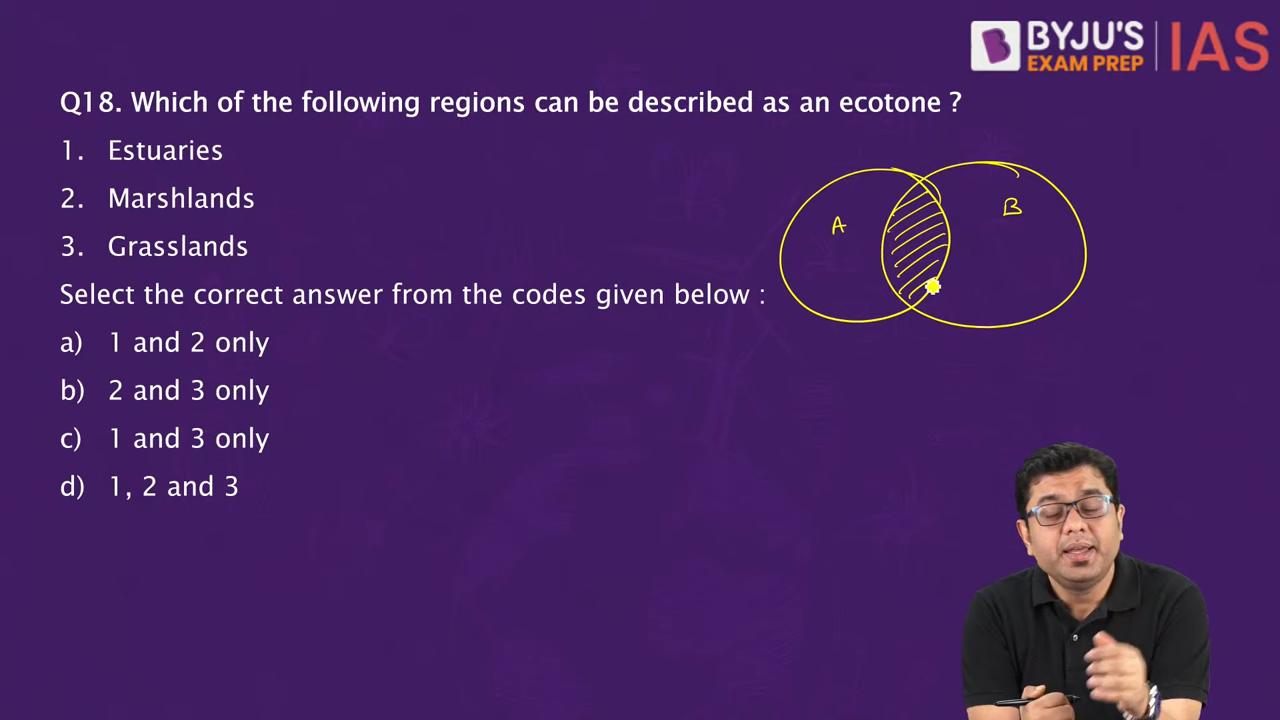 BYJU'S
EXAM PREP
IAS
Q18. Which of the following regions can be described as an ecotone ?
1. Estuaries
2. Marshlands
3. Grasslands
Select the correct answer from the codes given below :
a) 1 and 2 only
b) 2 and 3 only
c) 1 and 3 only
d) 1, 2 and 3
A
B